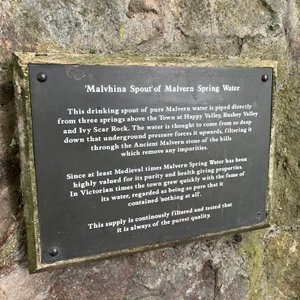 'Malvhina Spout' of Malvern Spring Water
This drinking spout of pure Malvern water is piped directly
from three springs above the Town at Happy Valley, Rushey Valley
and Ivy Scar Rock. The water is thought to come from so deep
down that underground pressure forces it upwards, filtering it
through the Ancient Malvern stone of the hills
which remove any impurities.
Since at least Medieval times Malvern Spring Water has been
highly valued for its purity and health giving properties.
In Victorian times the town grew quickly with the fame of
its water, regarded as being so pure that it
contained 'nothing at all'.
This supply is continously filtered and tested that
it is always of the purest quality.